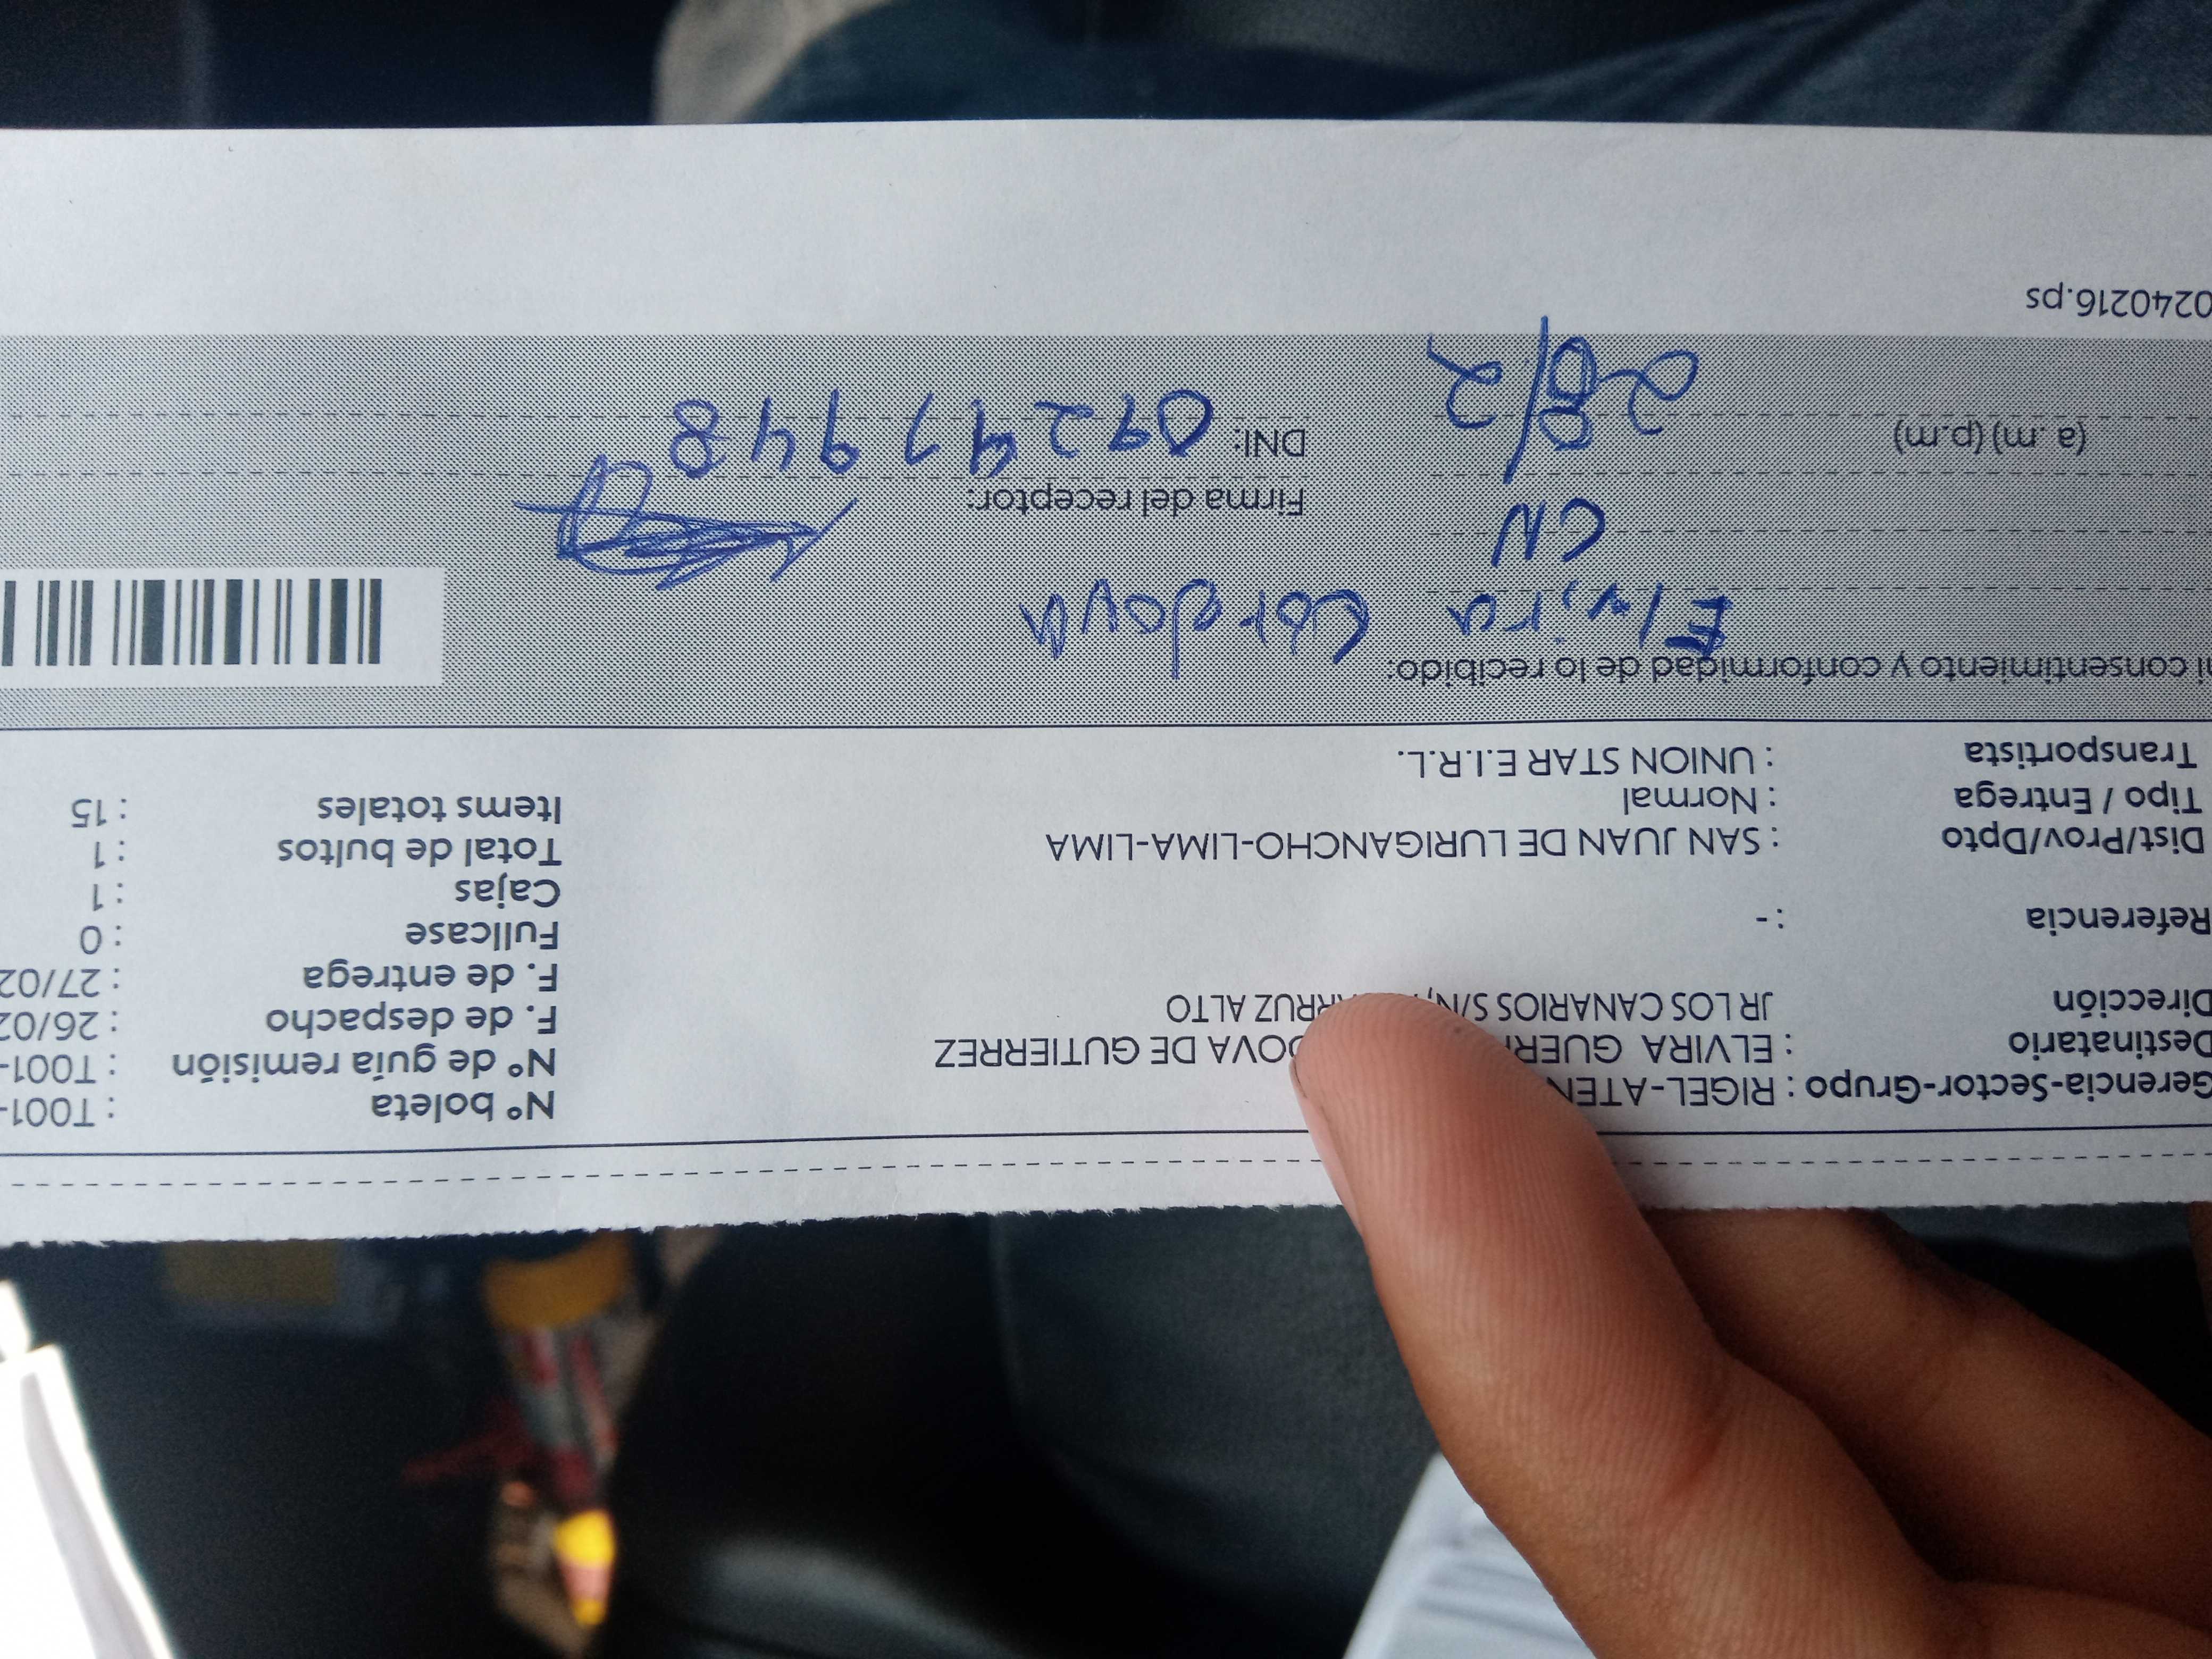 Nº boleta : T001-
Gerencia-Sector-Grupo : RIGEL-ATEN
Nº de guía remisión : T001-
Destinatario : ELVIRA GUER DOVA DE GUTIERREZ
F. de despacho : 26/02
Dirección JR LOS CANARIOS S/N, ARRUZ ALTO
F. de entrega : 27/02
Fullcase : 0
Referencia : -
Cajas : 1
Dist/Prov/Dpto : SAN JUAN DE LURIGANCHO-LIMA-LIMA
Total de bultos : 1
Tipo / Entrega : Normal
Items totales : 15
Transportista : UNION STAR E.I.R.L.
i consentimiento y conformidad de lo recibido:
Elvira Cordova
CN
Firma del receptor:
(a .m) (p.m) 28/2
DNI: 09297948
0240216.ps